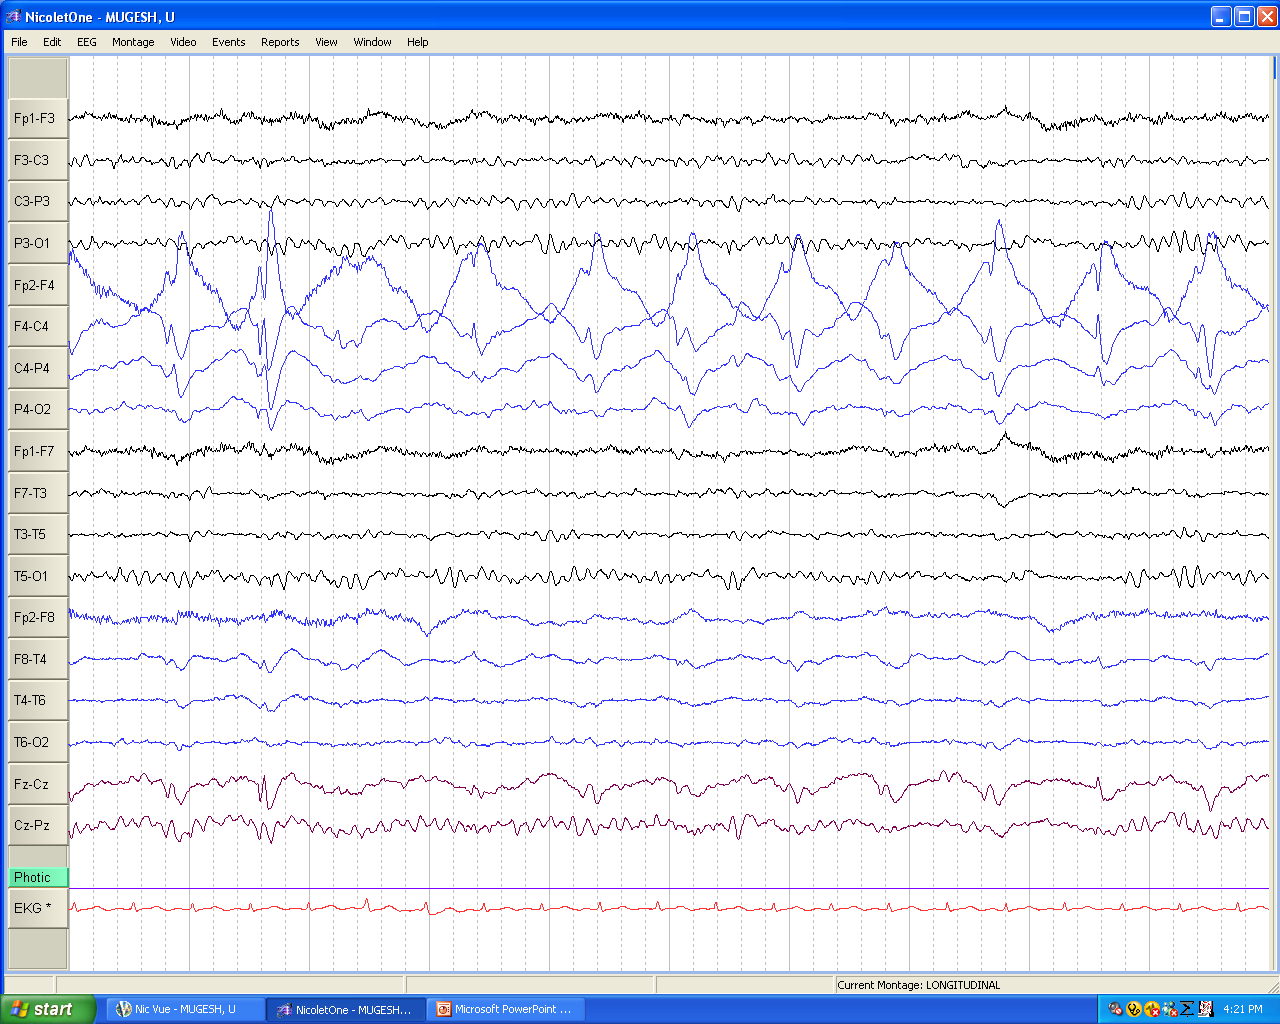 NicoletOne - MUGESH, U
File Edit EEG Montage Video Events Reports View Window Help
Fp1-F3
F3-C3
C3-P3
P3-O1
Fp2-F4
F4-C4
C4-P4
P4-O2
Fp1-F7
F7-T3
T3-T5
T5-O1
Fp2-F8
F8-T4
T4-T6
T6-O2
Fz-Cz
Cz-Pz
Photic
EKG *
Current Montage: LONGITUDINAL
start Nic Vue - MUGESH, U NicoletOne - MUGESH... Microsoft PowerPoint ... 4:21 PM